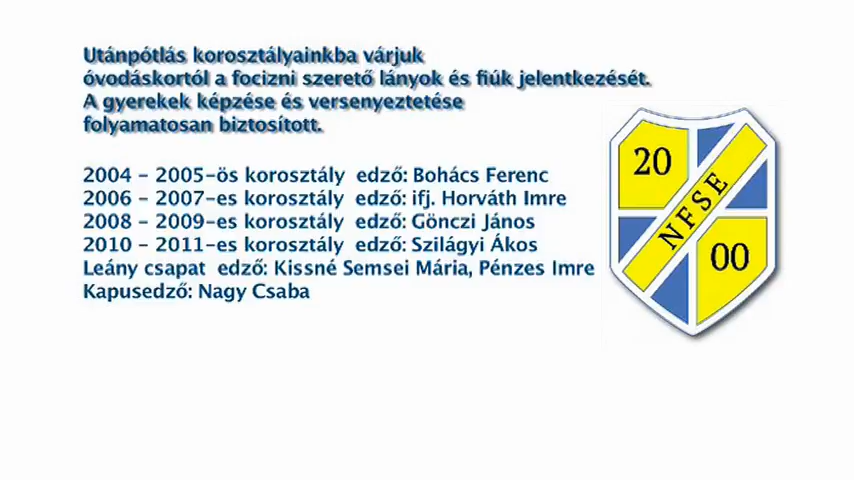 Utánpótlás korosztályainkba várjuk
óvodáskortól a focizni szerető lányok és fiúk jelentkezését.
A gyerekek képzése és versenyeztetése
folyamatosan biztosított.
2004 – 2005-ös korosztály edző: Bohács Ferenc
2006 – 2007-es korosztály edző: ifj. Horváth Imre
2008 – 2009-es korosztály edző: Gönczi János
2010 – 2011-es korosztály edző: Szilágyi Ákos
Leány csapat edző: Kissné Semsei Mária, Pénzes Imre
Kapusedző: Nagy Csaba
20
NFSE
00